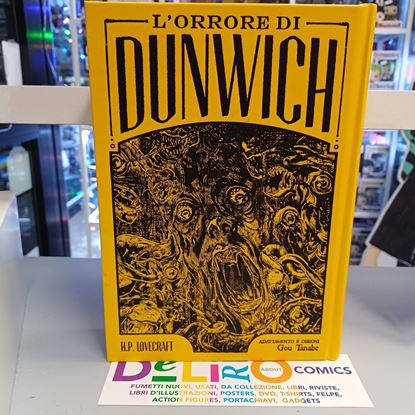 L'ORRORE DI
DUNWICH
H.P. LOVECRAFT
ADATTAMENTO E DISEGNI
Gou Tanabe
DELIRIO ABOUT COMICS
FUMETTI NUOVI, USATI, DA COLLEZIONE, LIBRI, RIVISTE,
LIBRI D'ILLUSTRAZIONI, POSTERS, DVD, T-SHIRTS, FELPE,
ACTION FIGURES, PORTACHIAVI, GADGETS